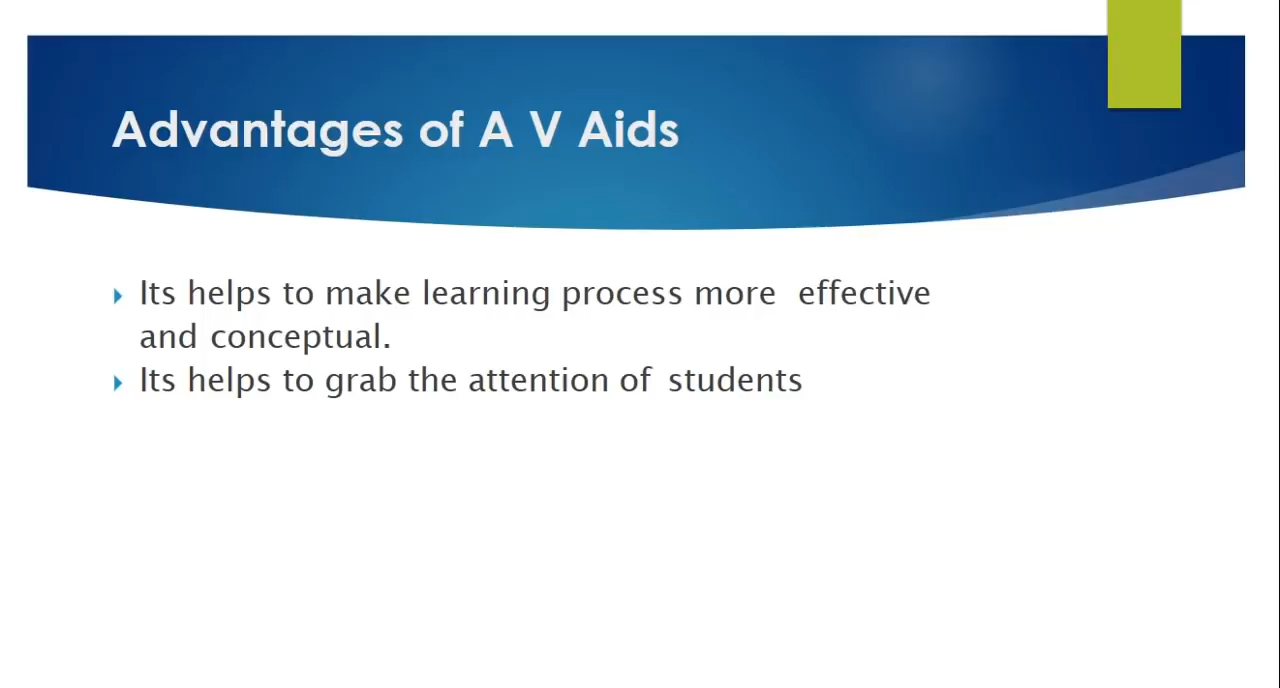 Advantages of A V Aids
Its helps to make learning process more effective
and conceptual.
Its helps to grab the attention of students